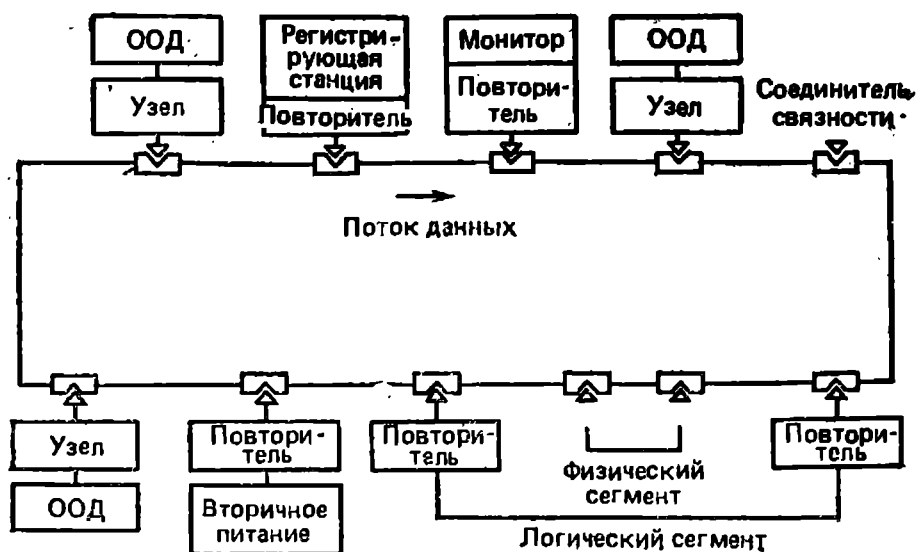 ООД
Регистри-
рующая
станция
Монитор
ООД
Узел
Повторитель
Повтори-
тель
Узел
Соединитель
связности
Поток данных
Узел
Повтори-
тель
Повтори-
тель
Повтори-
тель
Физический
сегмент
ООД
Вторичное
питание
Логический сегмент